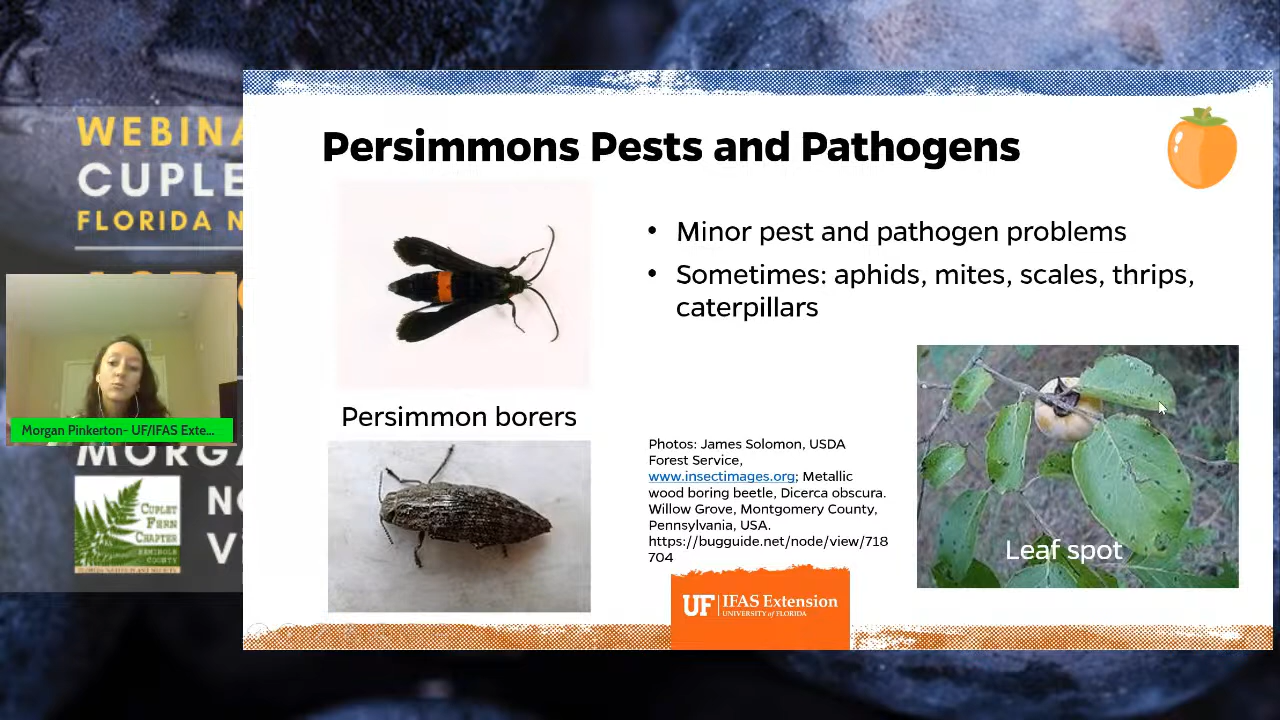 WEBINA
CUPLE
FLORIDA N
Morgan Pinkerton- UF/IFAS Exte...
MORGA
CUPLET
FERN
CHAPTER
SEMINOLE
COUNTY
Persimmons Pests and Pathogens
• Minor pest and pathogen problems
• Sometimes: aphids, mites, scales, thrips,
caterpillars
Persimmon borers
Photos: James Solomon, USDA
Forest Service,
www.insectimages.org; Metallic
wood boring beetle, Dicerca obscura.
Willow Grove, Montgomery County,
Pennsylvania, USA.
https://bugguide.net/node/view/718
704
Leaf spot
UF IFAS Extension
UNIVERSITY of FLORIDA